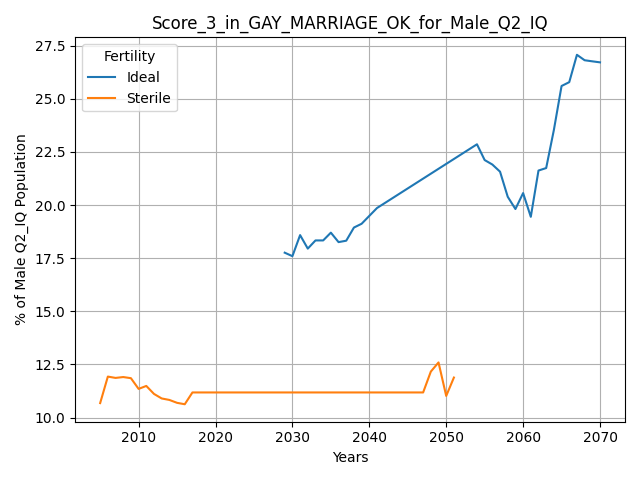 Score_3_in_GAY_MARRIAGE_OK_for_Male_Q2_IQ
Fertility
Ideal
Sterile
% of Male Q2_IQ Population
27.5
25.0
22.5
20.0
17.5
15.0
12.5
10.0
2010
2020
2030
2040
2050
2060
2070
Years